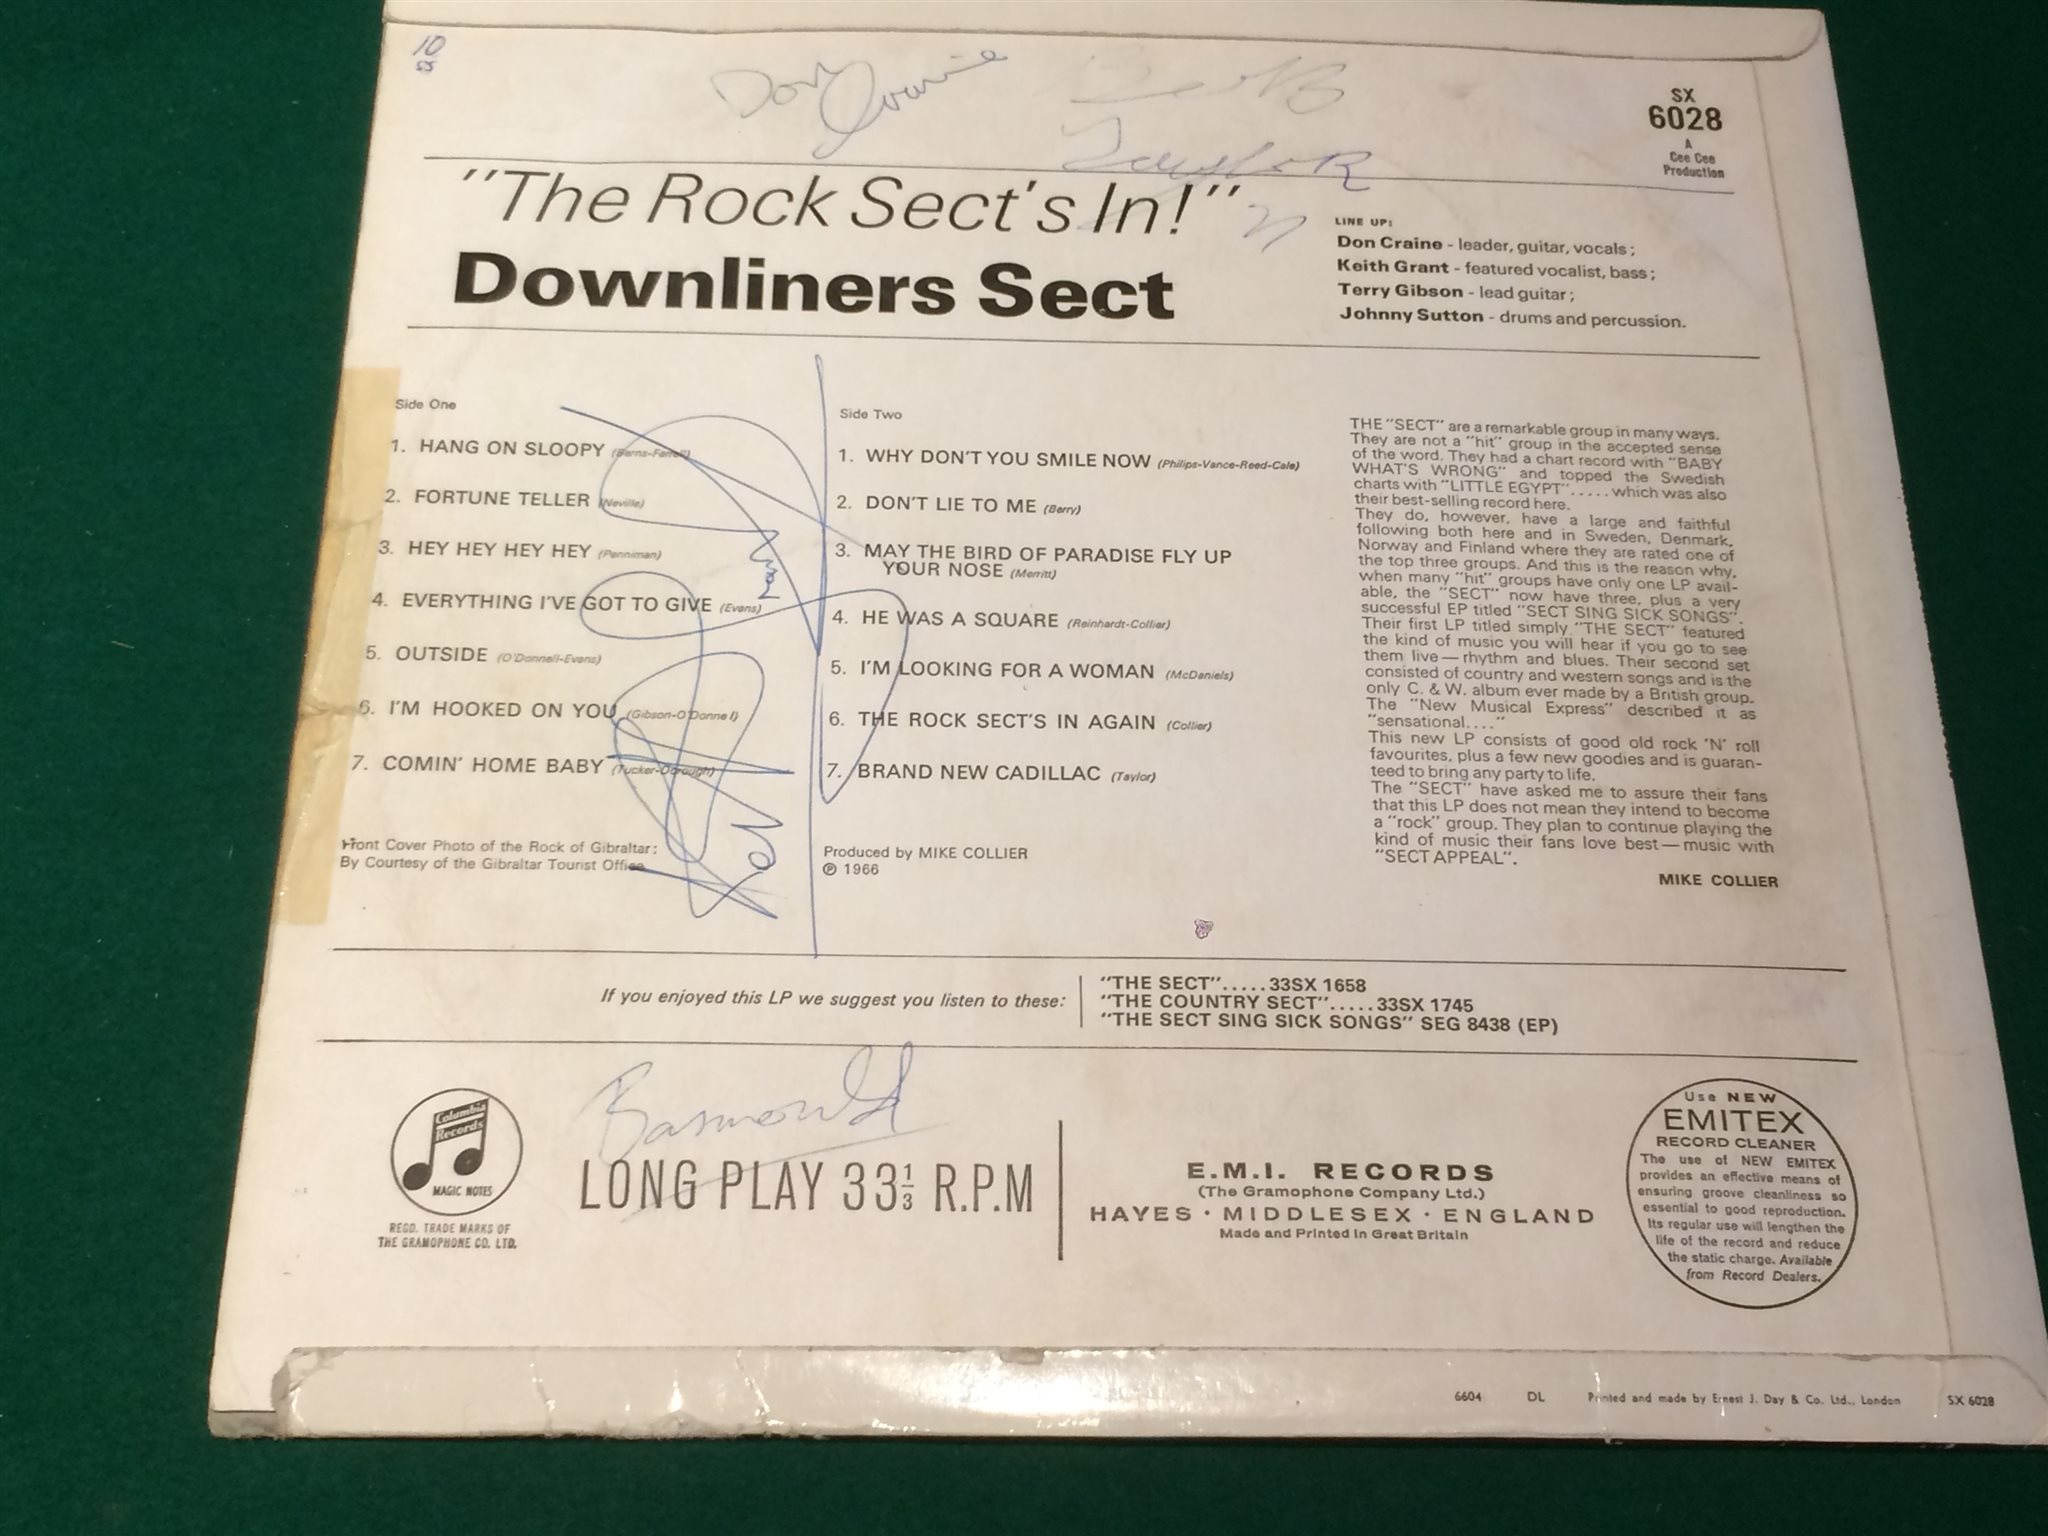 10
Don Craine
SX
6028
A
Cee Cee
Production
"The Rock Sect's In!"
Downliners Sect
LINE UP:
Don Craine - leader, guitar, vocals;
Keith Grant - featured vocalist, bass;
Terry Gibson - lead guitar;
Johnny Sutton - drums and percussion.
Side One
1. HANG ON SLOOPY (Berns-Farrell)
2. FORTUNE TELLER (Neville)
3. HEY HEY HEY HEY (Penniman)
4. EVERYTHING I'VE GOT TO GIVE (Evans)
5. OUTSIDE (O'Donnell-Evans)
6. I'M HOOKED ON YOU (Gibson-O'Donnell)
7. COMIN' HOME BABY (Tucker-Dorough)
Front Cover Photo of the Rock of Gibraltar:
By Courtesy of the Gibraltar Tourist Office
Side Two
1. WHY DON'T YOU SMILE NOW (Philips-Vance-Reed-Cale)
2. DON'T LIE TO ME (Berry)
3. MAY THE BIRD OF PARADISE FLY UP
YOUR NOSE (Merritt)
4. HE WAS A SQUARE (Reinhardt-Collier)
5. I'M LOOKING FOR A WOMAN (McDaniels)
6. THE ROCK SECT'S IN AGAIN (Collier)
7. BRAND NEW CADILLAC (Taylor)
Produced by MIKE COLLIER
℗ 1966
THE "SECT" are a remarkable group in many ways.
They are not a "hit" group in the accepted sense
of the word. They had a chart record with "BABY
WHAT'S WRONG" and topped the Swedish
charts with "LITTLE EGYPT"..... which was also
their best-selling record here.
They do, however, have a large and faithful
following both here and in Sweden, Denmark,
Norway and Finland where they are rated one of
the top three groups. And this is the reason why,
when many "hit" groups have only one LP avail-
able, the "SECT" now have three, plus a very
successful EP titled "SECT SING SICK SONGS".
Their first LP titled simply "THE SECT" featured
the kind of music you will hear if you go to see
them live — rhythm and blues. Their second set
consisted of country and western songs and is the
only C. & W. album ever made by a British group.
The "New Musical Express" described it as
"sensational...."
This new LP consists of good old rock 'N' roll
favourites, plus a few new goodies and is guaran-
teed to bring any party to life.
The "SECT" have asked me to assure their fans
that this LP does not mean they intend to become
a "rock" group. They plan to continue playing the
kind of music their fans love best — music with
"SECT APPEAL".
MIKE COLLIER
If you enjoyed this LP we suggest you listen to these:
"THE SECT".....33SX 1658
"THE COUNTRY SECT".....33SX 1745
"THE SECT SING SICK SONGS" SEG 8438 (EP)
Columbia
Records
MAGIC NOTES
REGD. TRADE MARKS OF
THE GRAMOPHONE CO. LTD.
LONG PLAY 33⅓ R.P.M
E.M.I. RECORDS
(The Gramophone Company Ltd.)
HAYES · MIDDLESEX · ENGLAND
Made and Printed in Great Britain
Use NEW
EMITEX
RECORD CLEANER
The use of NEW EMITEX
provides an effective means of
ensuring groove cleanliness so
essential to good reproduction.
Its regular use will lengthen the
life of the record and reduce
the static charge. Available
from Record Dealers.
6604 DL Printed and made by Ernest J. Day & Co. Ltd., London SX 6028